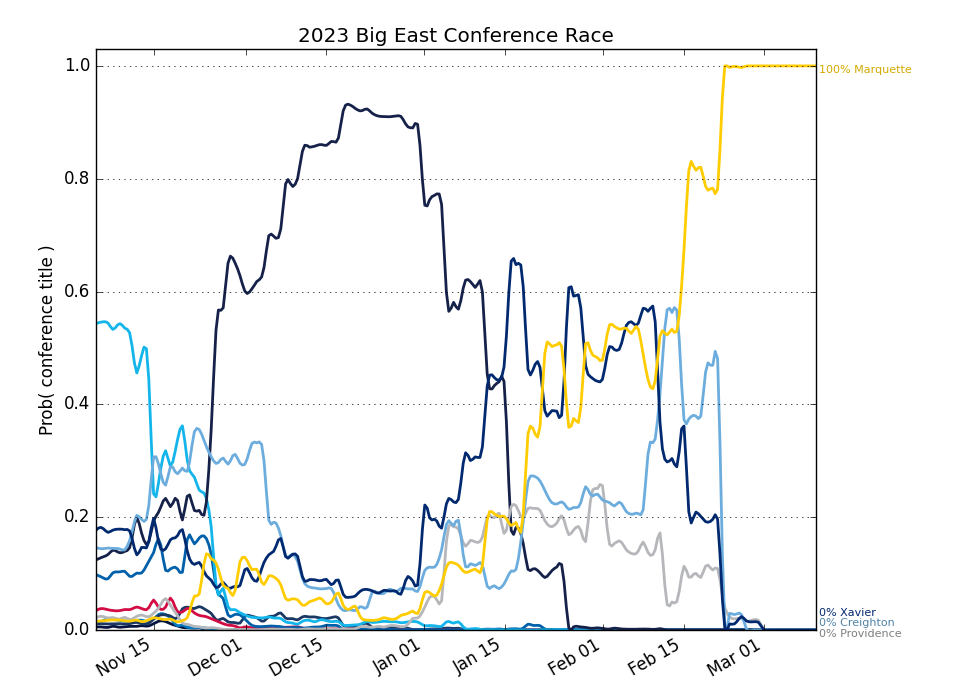 2023 Big East Conference Race
Prob( conference title )
1.0
0.8
0.6
0.4
0.2
0.0
Nov 15
Dec 01
Dec 15
Jan 01
Jan 15
Feb 01
Feb 15
Mar 01
100% Marquette
0% Xavier
0% Creighton
0% Providence